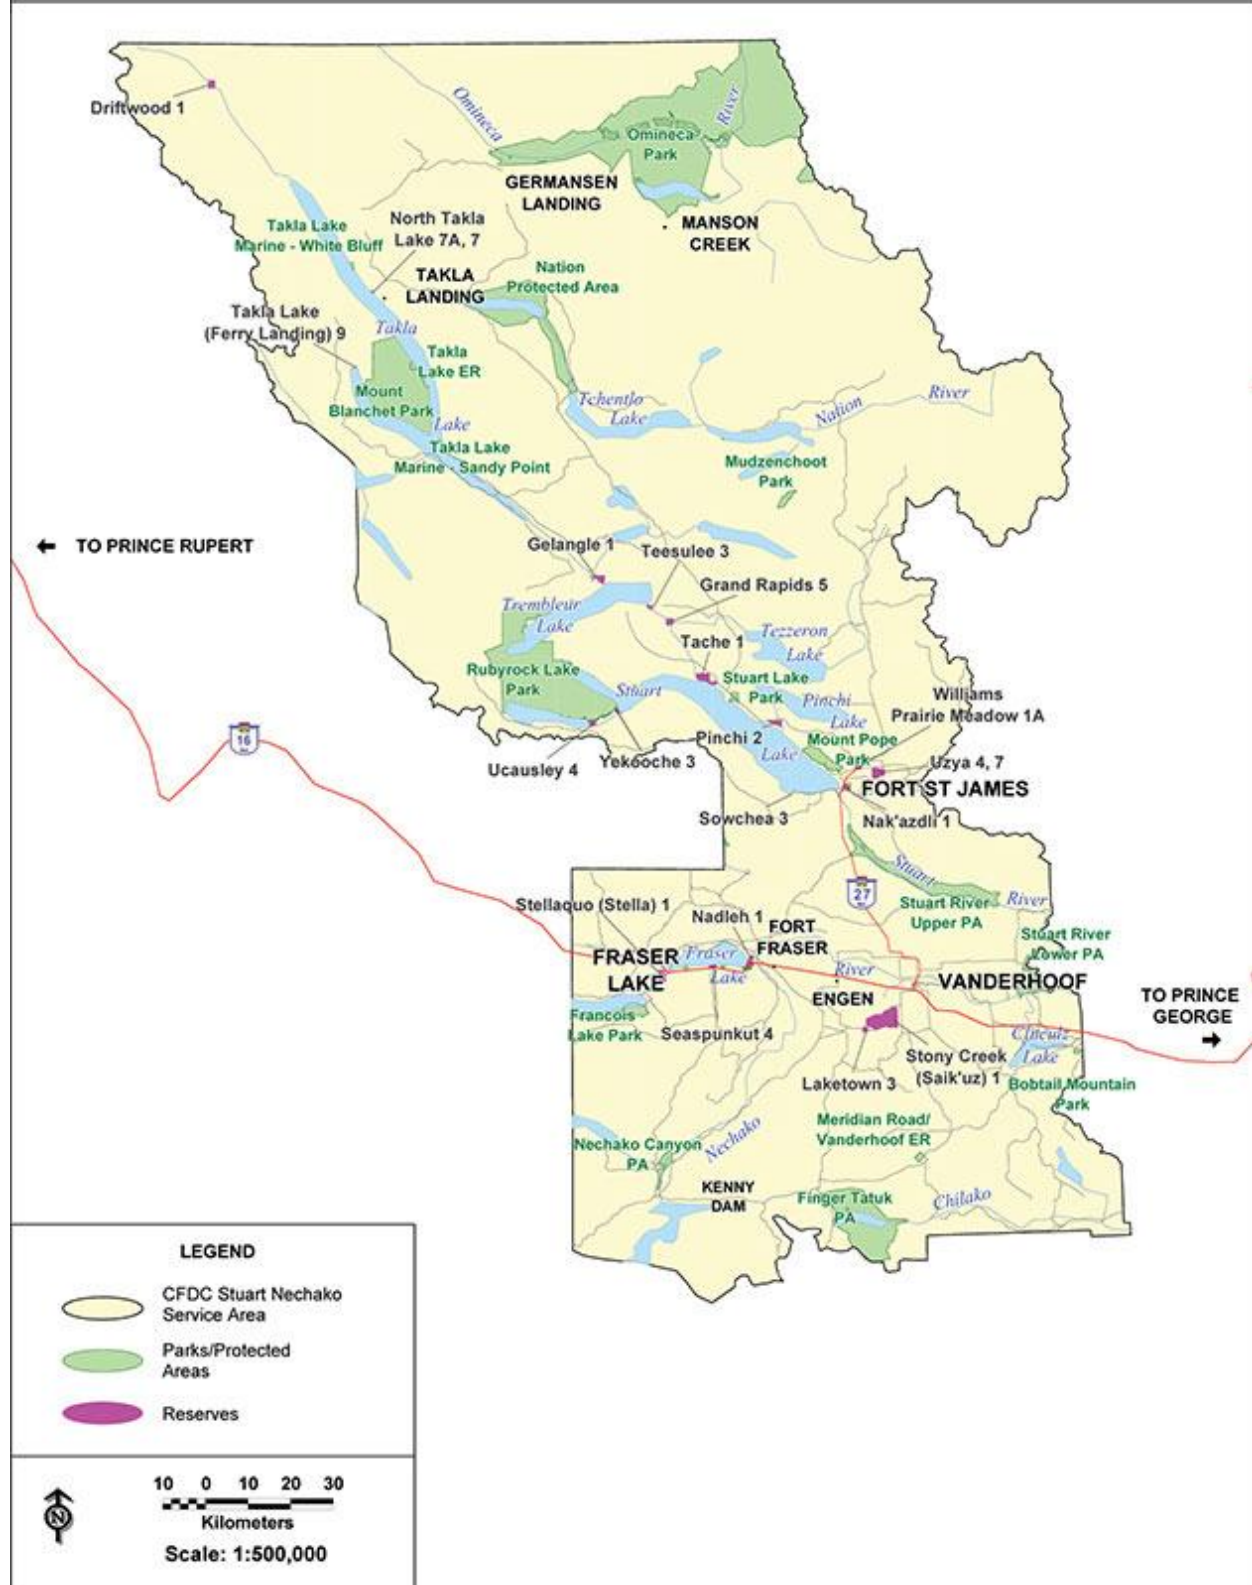 Omineca
River
Driftwood 1
Omineca
Park
GERMANSEN
LANDING
MANSON
CREEK
North Takla
Lake 7A, 7
Takla Lake
Marine - White Bluff
TAKLA
LANDING
Nation
Protected Area
Takla Lake
(Ferry Landing) 9
Takla
Takla
Lake ER
Mount
Blanchet Park
Lake
Tchentlo
Lake
Nation
River
Takla Lake
Marine - Sandy Point
Mudzenchoot
Park
TO PRINCE RUPERT
Gelangle 1
Teesulee 3
Grand Rapids 5
Trembleur
Lake
Tache 1
Tezzeron
Lake
Rubyrock Lake
Park
Stuart
Stuart Lake
Park
Pinchi
Lake
Williams
Prairie Meadow 1A
16
Pinchi 2
Lake
Mount Pope
Park
Ucausley 4
Yekooche 3
Uzya 4, 7
FORT ST JAMES
Sowchea 3
Nak'azdli 1
Stuart
River
27
Stuart River
Upper PA
Stellaquo (Stella) 1
Nadleh 1
FORT
FRASER
Stuart River
Lower PA
FRASER
LAKE
Fraser
Lake
River
VANDERHOOF
ENGEN
TO PRINCE
GEORGE
Francois
Lake Park
Seaspunkut 4
Cluculz
Lake
Stony Creek
(Saik'uz) 1
Laketown 3
Bobtail Mountain
Park
Meridian Road/
Vanderhoof ER
Nechako Canyon
PA
Nechako
KENNY
DAM
Finger Tatuk
PA
Chilako
LEGEND
CFDC Stuart Nechako
Service Area
Parks/Protected
Areas
Reserves
N
10 0 10 20 30
Kilometers
Scale: 1:500,000